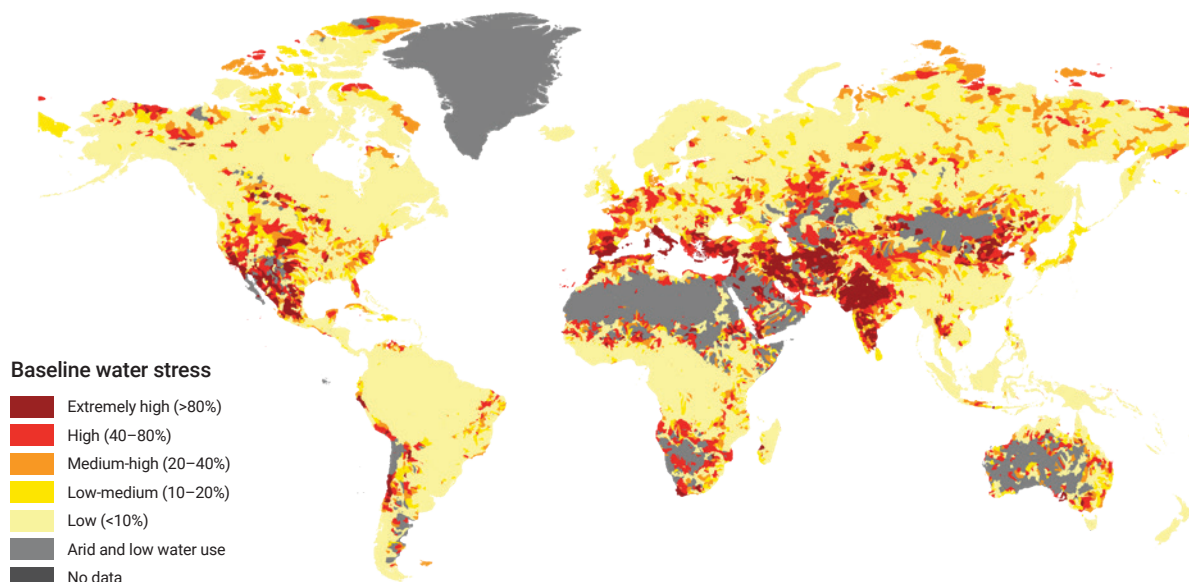 Baseline water stress
Extremely high (>80%)
High (40–80%)
Medium-high (20–40%)
Low-medium (10–20%)
Low (<10%)
Arid and low water use
No data